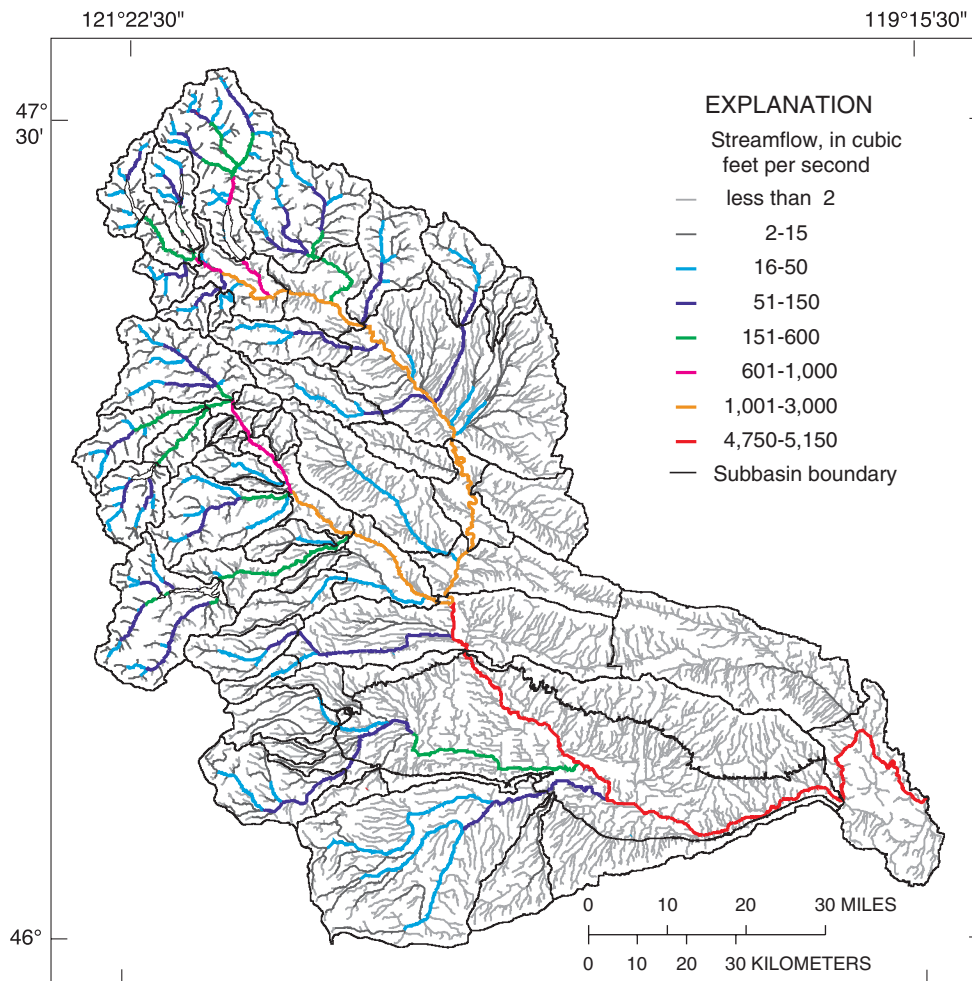 121°22'30"
119°15'30"
47°
30'
EXPLANATION
Streamflow, in cubic
feet per second
less than 2
2-15
16-50
51-150
151-600
601-1,000
1,001-3,000
4,750-5,150
Subbasin boundary
46°
0 10 20 30 MILES
0 10 20 30 KILOMETERS